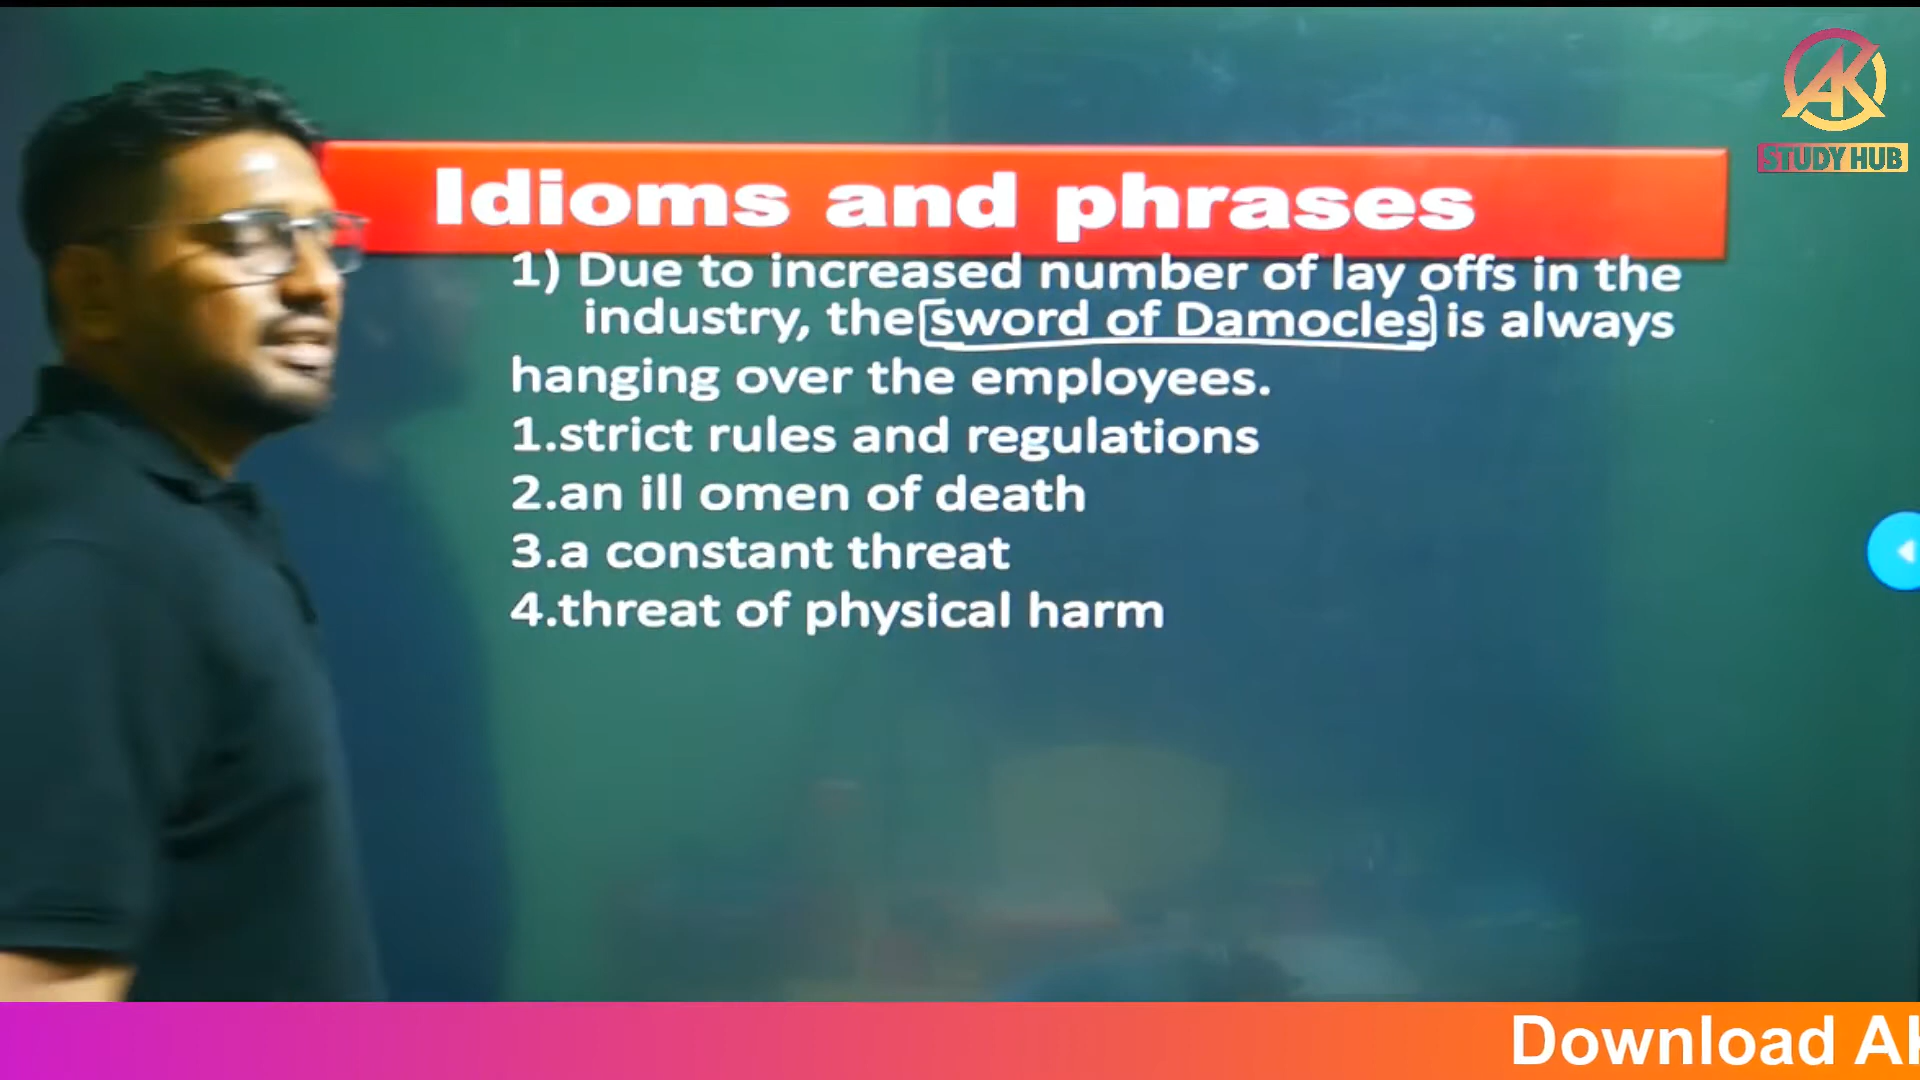 AK
STUDY HUB
Idioms and phrases
1) Due to increased number of lay offs in the
industry, the sword of Damocles is always
hanging over the employees.
1.strict rules and regulations
2.an ill omen of death
3.a constant threat
4.threat of physical harm
Download AK